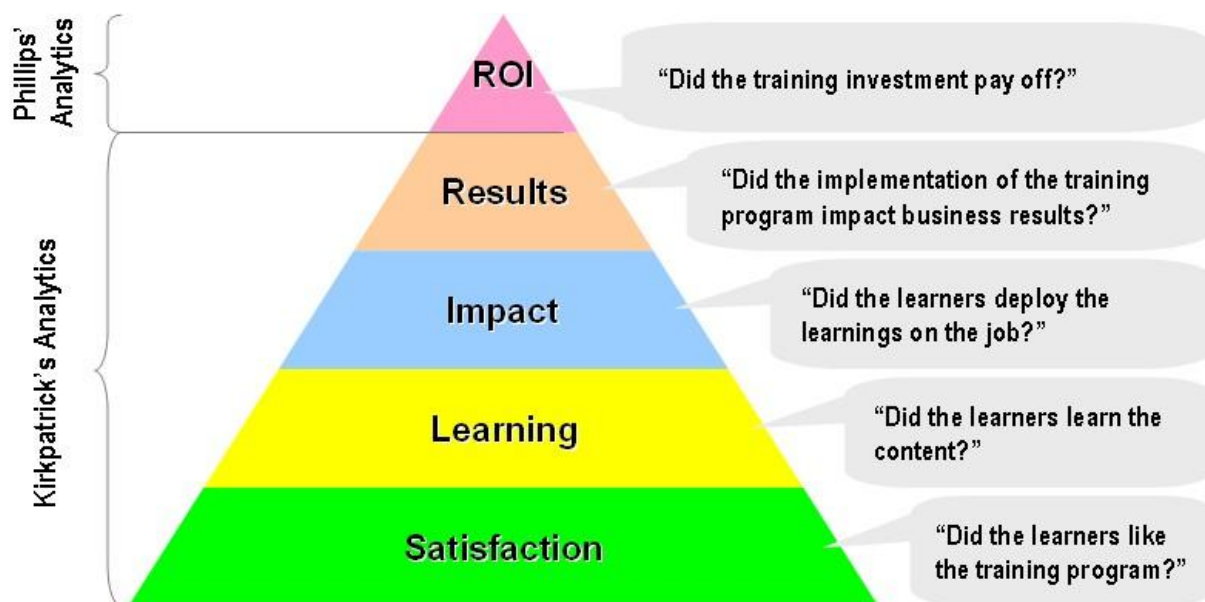 Phillips’
Analytics
ROI
“Did the training investment pay off?”
Kirkpatrick’s Analytics
Results
“Did the implementation of the training
program impact business results?”
Impact
“Did the learners deploy the
learnings on the job?”
Learning
“Did the learners learn the
content?”
Satisfaction
“Did the learners like
the training program?”